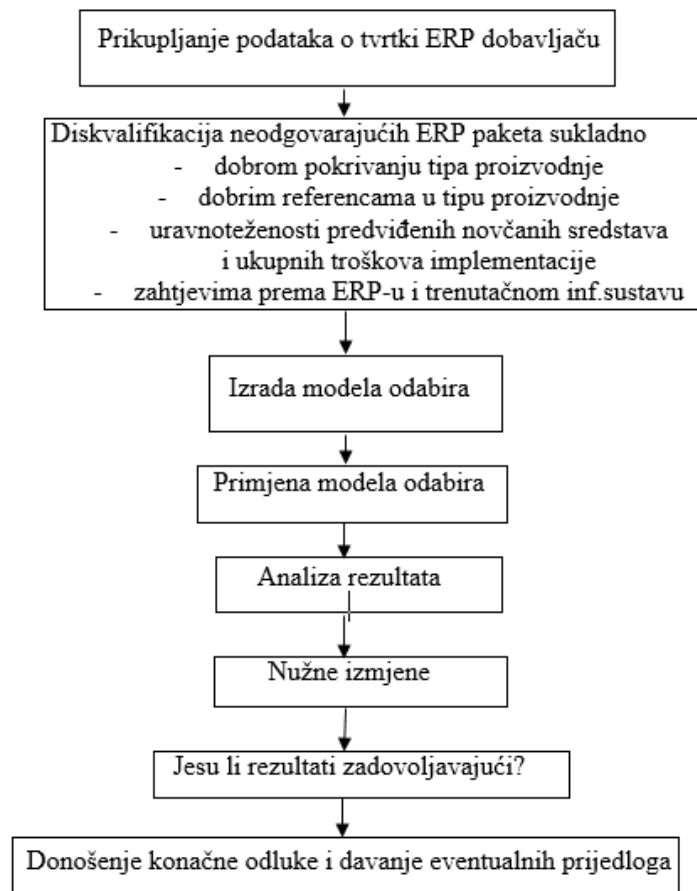 Prikupljanje podataka o tvrtki ERP dobavljaču
Diskvalifikacija neodgovarajućih ERP paketa sukladno
- dobrom pokrivanju tipa proizvodnje
- dobrim referencama u tipu proizvodnje
- uravnoteženosti predviđenih novčanih sredstava
i ukupnih troškova implementacije
- zahtjevima prema ERP-u i trenutačnom inf.sustavu
Izrada modela odabira
Primjena modela odabira
Analiza rezultata
Nužne izmjene
Jesu li rezultati zadovoljavajući?
Donošenje konačne odluke i davanje eventualnih prijedloga